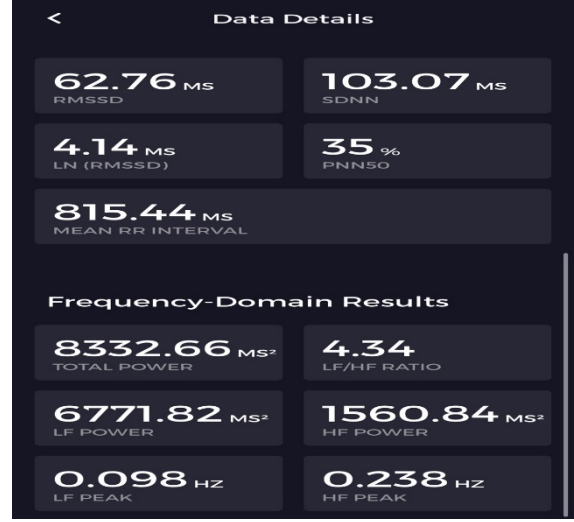 < Data Details
62.76 MS 103.07 MS
RMSSD SDNN
4.14 MS 35 %
LN (RMSSD) PNN50
815.44 MS
MEAN RR INTERVAL
Frequency-Domain Results
8332.66 MS² 4.34
TOTAL POWER LF/HF RATIO
6771.82 MS² 1560.84 MS²
LF POWER HF POWER
0.098 HZ 0.238 HZ
LF PEAK HF PEAK